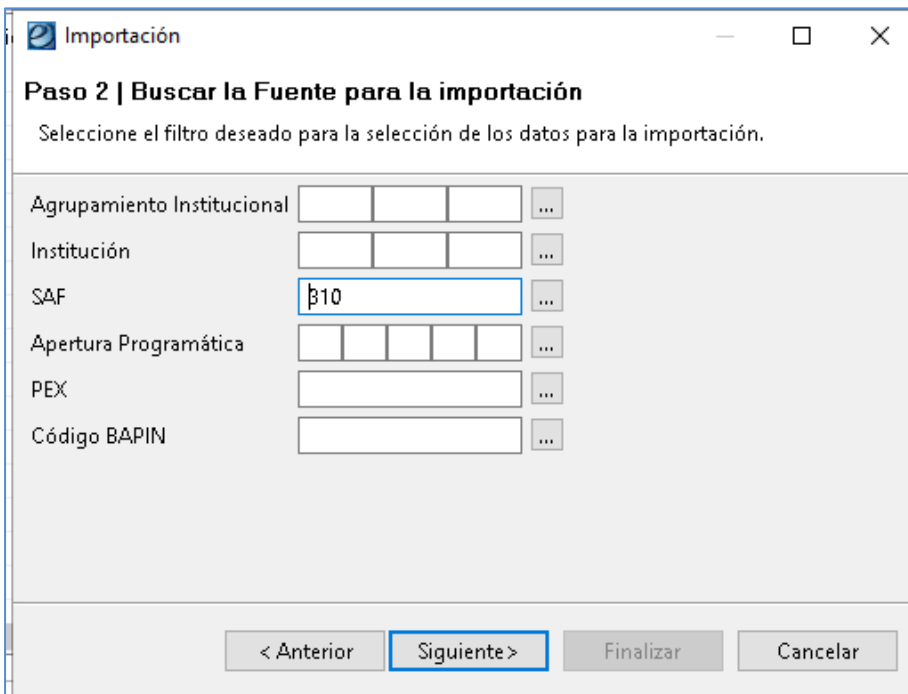 Importación
Paso 2 | Buscar la Fuente para la importación
Seleccione el filtro deseado para la selección de los datos para la importación.
Agrupamiento Institucional ...
Institución ...
SAF 310 ...
Apertura Programática ...
PEX ...
Código BAPIN ...
< Anterior Siguiente > Finalizar Cancelar